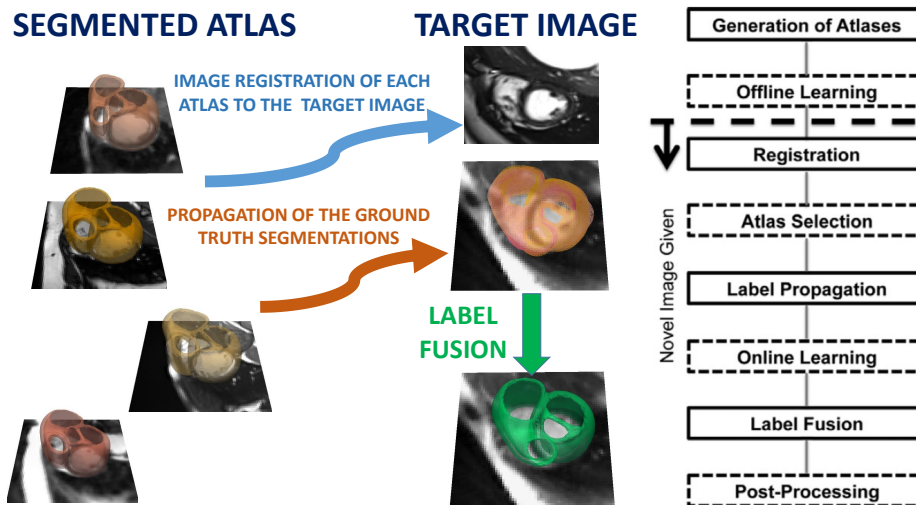 SEGMENTED ATLAS
TARGET IMAGE
IMAGE REGISTRATION OF EACH
ATLAS TO THE TARGET IMAGE
PROPAGATION OF THE GROUND
TRUTH SEGMENTATIONS
LABEL
FUSION
Generation of Atlases
Offline Learning
Novel Image Given
Registration
Atlas Selection
Label Propagation
Online Learning
Label Fusion
Post-Processing